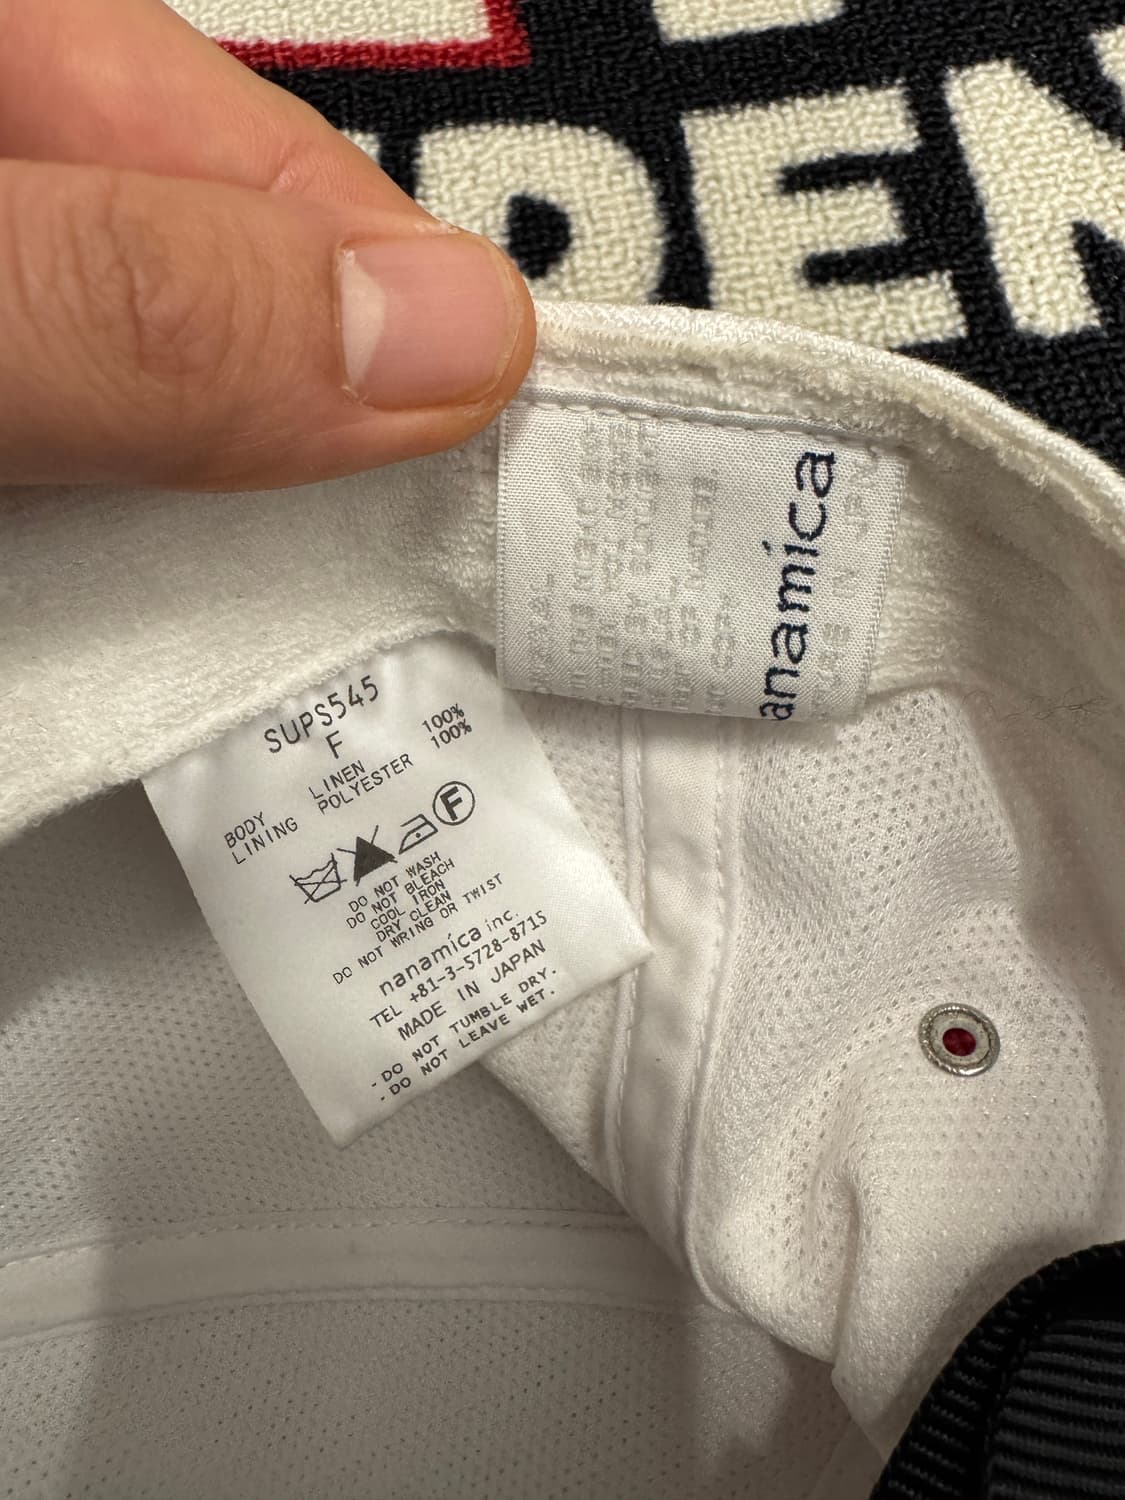 DEN
nanamica
SUPS545
F
BODY LINEN 100%
LINING POLYESTER 100%
F
DO NOT WASH
DO NOT BLEACH
COOL IRON
DRY CLEAN
DO NOT WRING OR TWIST
nanamica inc.
TEL +81-3-5728-8715
MADE IN JAPAN
- DO NOT TUMBLE DRY.
- DO NOT LEAVE WET.